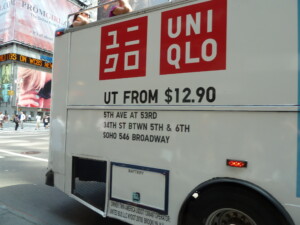 ユニ
クロ
UNI
QLO
UT FROM $12.90
5TH AVE AT 53RD
34TH ST BTWN 5TH & 6TH
SOHO 546 BROADWAY
BATTERY